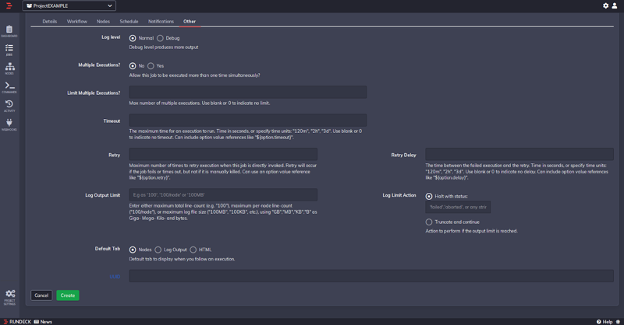 ProjectEXAMPLE
Details Workflow Nodes Schedule Notifications Other
Log level Normal Debug
Debug level produces more output
Multiple Executions? No Yes
Allow this job to be executed more than one time simultaneously?
Limit Multiple Executions?
Max number of multiple executions. Use blank or 0 to indicate no limit.
Timeout
The maximum time for an execution to run. Time in seconds, or specify time units: "120m", "2h", "3d". Use blank or 0
to indicate no timeout. Can include option value references like "${option.timeout}".
Retry
Maximum number of times to retry execution when this job is directly invoked. Retry will occur
if the job fails or times out, but not if it is manually killed. Can use an option value reference
like "${option.retry}".
Retry Delay
The time between the failed execution and the retry. Time in seconds, or specify time units:
"120m", "2h", "3d". Use blank or 0 to indicate no delay. Can include option value references
like "${option.delay}".
Log Output Limit
E.g as '100', '100/node' or '100MB'
Enter either maximum total line-count (e.g. "100"), maximum per-node line-count
("100/node"), or maximum log file size ("100MB", "100KB", etc.), using "GB","MB","KB","B" as
Giga- Mega- Kilo- and bytes.
Log Limit Action Halt with status:
'failed','aborted', or any string
Truncate and continue
Action to perform if the output limit is reached.
Default Tab Nodes Log Output HTML
Default tab to display when you follow an execution.
Cancel Create
PROJECT
SETTINGS
RUNDECK News
Help